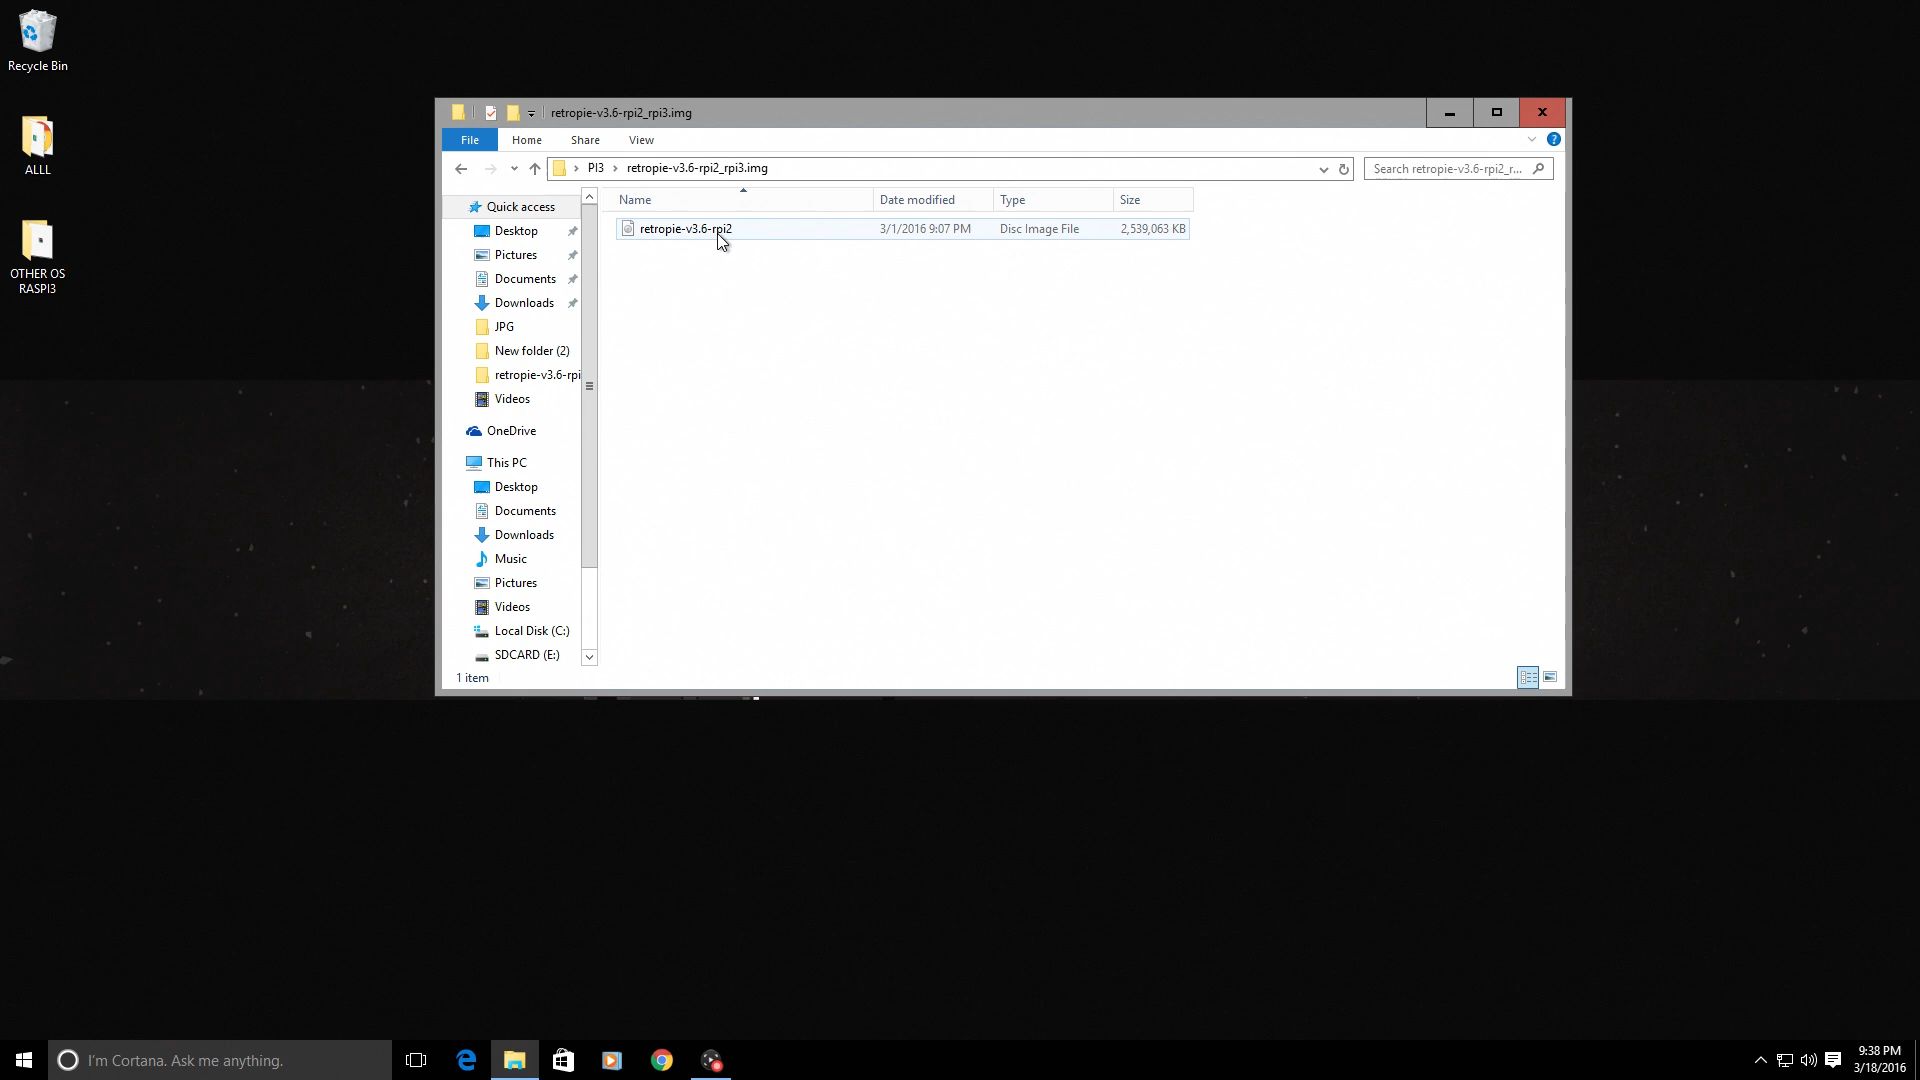 Recycle Bin
ALLL
OTHER OS
RASPI3
retropie-v3.6-rpi2_rpi3.img
File Home Share View
PI3 retropie-v3.6-rpi2_rpi3.img
Search retropie-v3.6-rpi2_r...
Name Date modified Type Size
retropie-v3.6-rpi2 3/1/2016 9:07 PM Disc Image File 2,539,063 KB
Quick access
Desktop
Pictures
Documents
Downloads
JPG
New folder (2)
retropie-v3.6-rpi
Videos
OneDrive
This PC
Desktop
Documents
Downloads
Music
Pictures
Videos
Local Disk (C:)
SDCARD (E:)
1 item
I'm Cortana. Ask me anything.
9:38 PM
3/18/2016